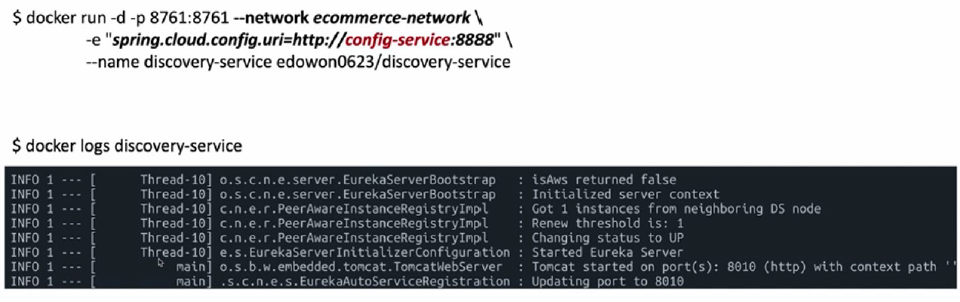 $ docker run -d -p 8761:8761 --network ecommerce-network \
-e "spring.cloud.config.uri=http://config-service:8888" \
--name discovery-service edowon0623/discovery-service
$ docker logs discovery-service
INFO 1 --- [ Thread-10] o.s.c.n.e.server.EurekaServerBootstrap : isAws returned false
INFO 1 --- [ Thread-10] o.s.c.n.e.server.EurekaServerBootstrap : Initialized server context
INFO 1 --- [ Thread-10] c.n.e.r.PeerAwareInstanceRegistryImpl : Got 1 instances from neighboring DS node
INFO 1 --- [ Thread-10] c.n.e.r.PeerAwareInstanceRegistryImpl : Renew threshold is: 1
INFO 1 --- [ Thread-10] c.n.e.r.PeerAwareInstanceRegistryImpl : Changing status to UP
INFO 1 --- [ Thread-10] e.s.EurekaServerInitializerConfiguration : Started Eureka Server
INFO 1 --- [ main] o.s.b.w.embedded.tomcat.TomcatWebServer : Tomcat started on port(s): 8010 (http) with context path ''
INFO 1 --- [ main] .s.c.n.e.s.EurekaAutoServiceRegistration : Updating port to 8010